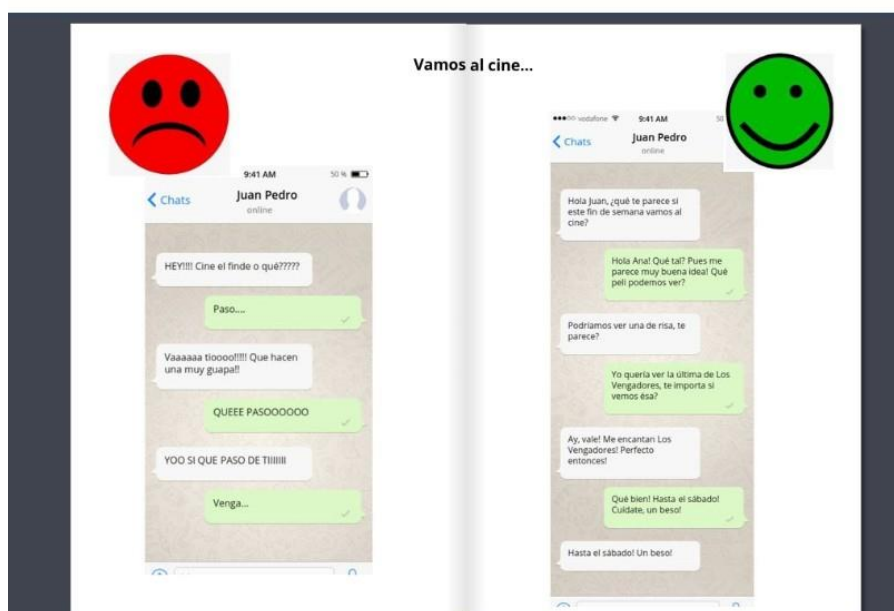 Vamos al cine...
9:41 AM 50 %
Chats
Juan Pedro
online
HEY!!!! Cine el finde o qué?????
Paso....
Vaaaaaa tioooo!!!!! Que hacen
una muy guapa!!
QUEEE PASOOOOOO
YOO SI QUE PASO DE TIIIIIII
Venga...
vodafone 9:41 AM 50
Chats
Juan Pedro
online
Hola Juan, ¿qué te parece si
este fin de semana vamos al
cine?
Hola Ana! Qué tal? Pues me
parece muy buena idea! Qué
peli podemos ver?
Podríamos ver una de risa, te
parece?
Yo quería ver la última de Los
Vengadores, te importa si
vemos ésa?
Ay, vale! Me encantan Los
Vengadores! Perfecto
entonces!
Qué bien! Hasta el sábado!
Cuídate, un beso!
Hasta el sábado! Un beso!